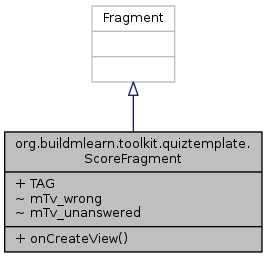 Fragment
org.buildmlearn.toolkit.quiztemplate.
ScoreFragment
+ TAG
~ mTv_wrong
~ mTv_unanswered
+ onCreateView()